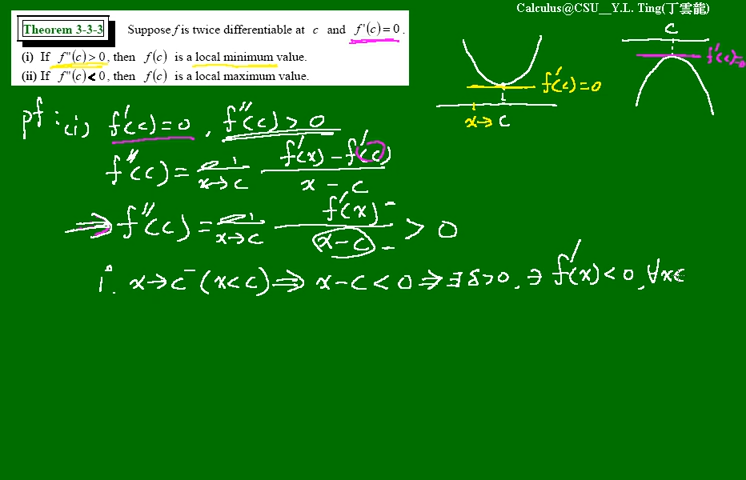 Calculus@CSU__Y.L. Ting(丁雲龍)
Theorem 3-3-3 Suppose f is twice differentiable at c and f'(c)=0.
(i) If f''(c)>0, then f(c) is a local minimum value.
(ii) If f''(c)<0, then f(c) is a local maximum value.
f'(c)=0
x→c
c
f'(c)=0
pf: (i) f'(c)=0, f''(c)>0
f''(c)= lim x→c f'(x)-f'(c) / x-c
⇒ f''(c)= lim x→c f'(x) - / (x-c) - > 0
i. x→c⁻ (x<c) ⇒ x-c<0 ⇒ ∃δ>0, ∋ f'(x)<0, ∀x∈